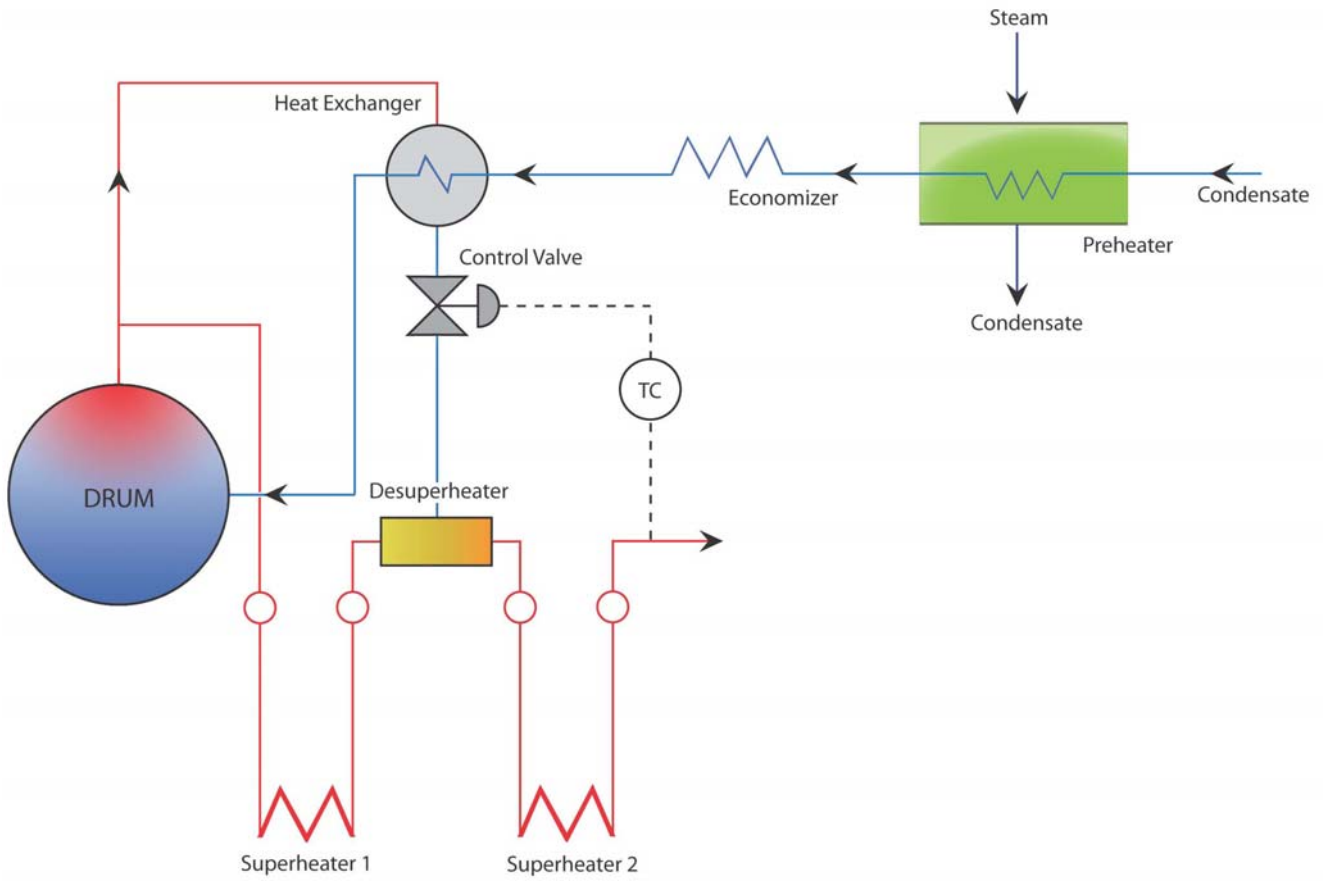 Steam
Heat Exchanger
Economizer
Condensate
Preheater
Control Valve
Condensate
TC
DRUM
Desuperheater
Superheater 1
Superheater 2